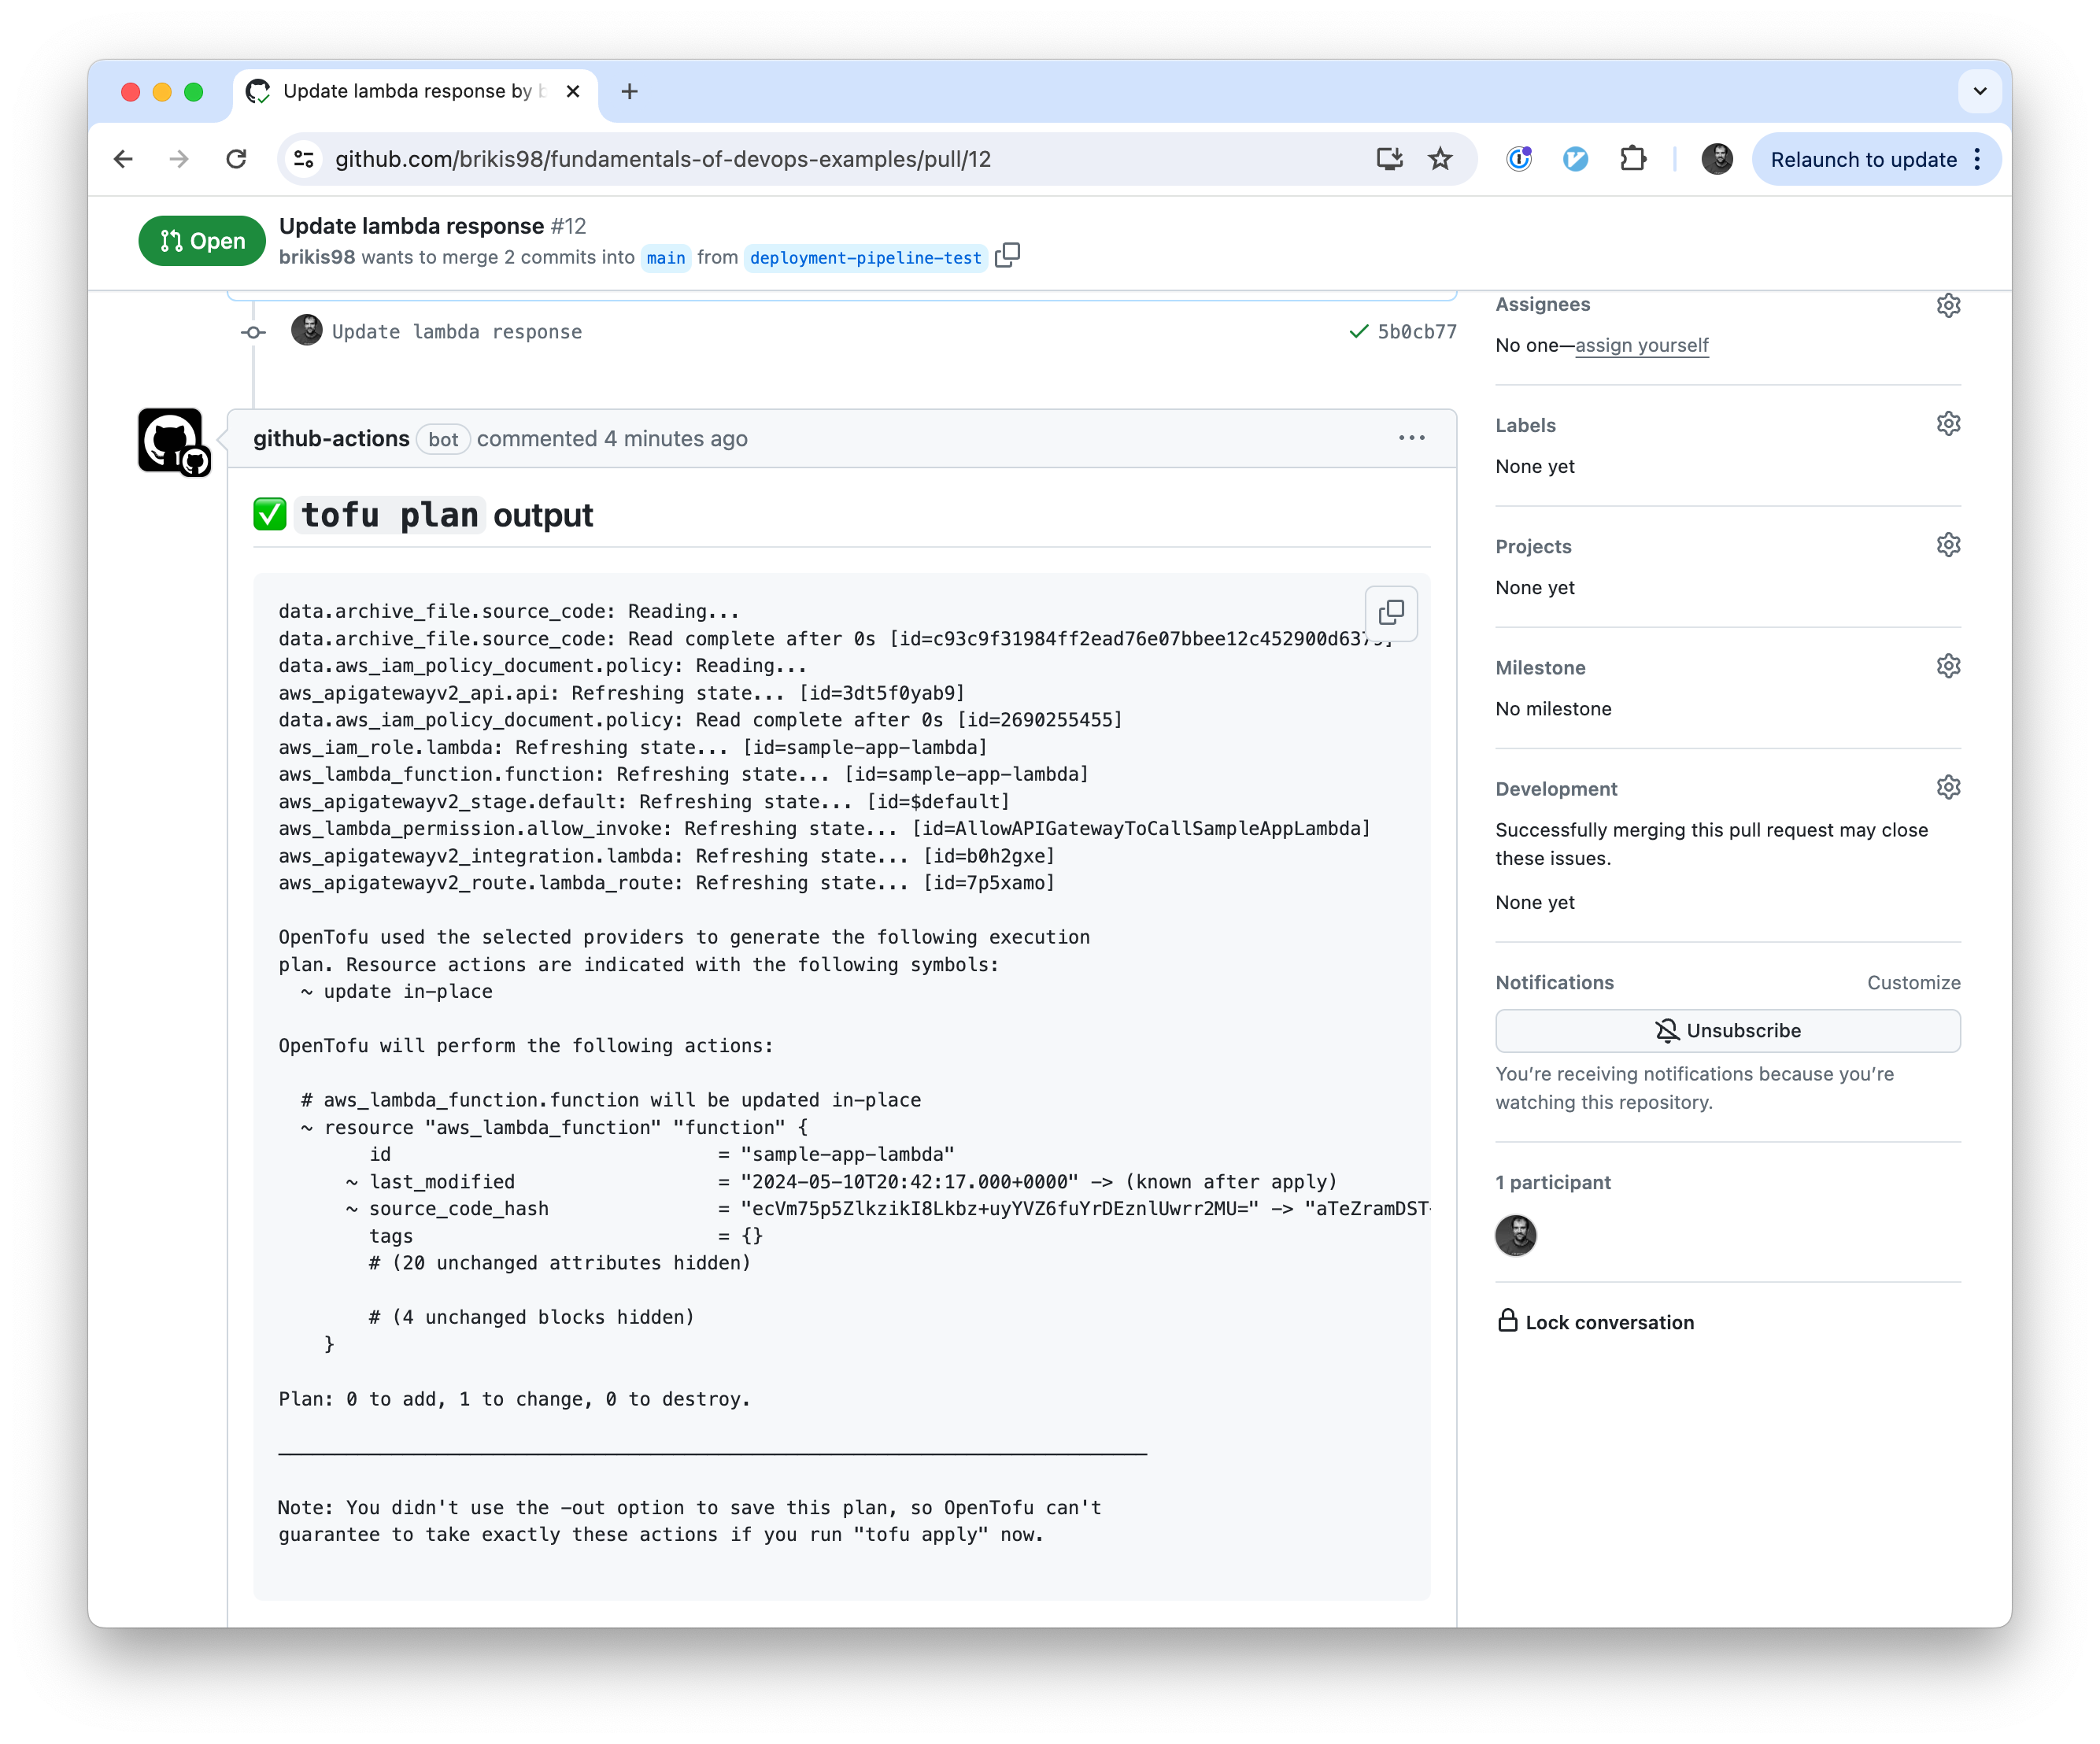 Update lambda response by
github.com/brikis98/fundamentals-of-devops-examples/pull/12
Relaunch to update
Open
Update lambda response #12
brikis98 wants to merge 2 commits into main from deployment-pipeline-test
Update lambda response
5b0cb77
github-actions bot commented 4 minutes ago
tofu plan output
data.archive_file.source_code: Reading...
data.archive_file.source_code: Read complete after 0s [id=c93c9f31984ff2ead76e07bbee12c452900d6379]
data.aws_iam_policy_document.policy: Reading...
aws_apigatewayv2_api.api: Refreshing state... [id=3dt5f0yab9]
data.aws_iam_policy_document.policy: Read complete after 0s [id=2690255455]
aws_iam_role.lambda: Refreshing state... [id=sample-app-lambda]
aws_lambda_function.function: Refreshing state... [id=sample-app-lambda]
aws_apigatewayv2_stage.default: Refreshing state... [id=$default]
aws_lambda_permission.allow_invoke: Refreshing state... [id=AllowAPIGatewayToCallSampleAppLambda]
aws_apigatewayv2_integration.lambda: Refreshing state... [id=b0h2gxe]
aws_apigatewayv2_route.lambda_route: Refreshing state... [id=7p5xamo]
OpenTofu used the selected providers to generate the following execution
plan. Resource actions are indicated with the following symbols:
~ update in-place
OpenTofu will perform the following actions:
# aws_lambda_function.function will be updated in-place
~ resource "aws_lambda_function" "function" {
id = "sample-app-lambda"
~ last_modified = "2024-05-10T20:42:17.000+0000" -> (known after apply)
~ source_code_hash = "ecVm75p5ZlkzikI8Lkbz+uyYVZ6fuYrDEznlUwrr2MU=" -> "aTeZramDST
tags = {}
# (20 unchanged attributes hidden)
# (4 unchanged blocks hidden)
}
Plan: 0 to add, 1 to change, 0 to destroy.
Note: You didn't use the -out option to save this plan, so OpenTofu can't
guarantee to take exactly these actions if you run "tofu apply" now.
Assignees
No one—assign yourself
Labels
None yet
Projects
None yet
Milestone
No milestone
Development
Successfully merging this pull request may close
these issues.
None yet
Notifications
Customize
Unsubscribe
You're receiving notifications because you're
watching this repository.
1 participant
Lock conversation